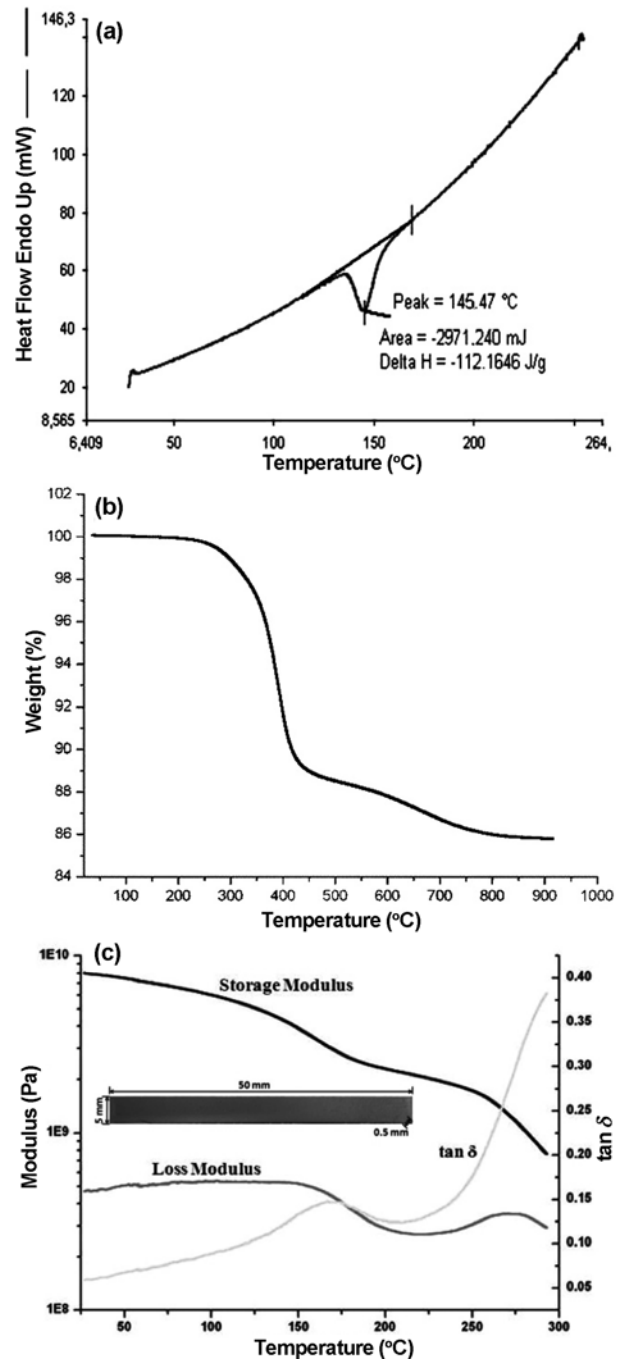 (a)
Heat Flow Endo Up (mW)
146,3
120
100
80
60
40
20
8,565
Peak = 145.47 °C
Area = -2971.240 mJ
Delta H = -112.1646 J/g
6,409
50
100
150
200
264,
Temperature (°C)
(b)
Weight (%)
102
100
98
96
94
92
90
88
86
84
100
200
300
400
500
600
700
800
900
1000
Temperature (°C)
(c)
Modulus (Pa)
1E10
1E9
1E8
Storage Modulus
50 mm
5 mm
0.5 mm
Loss Modulus
tan δ
0.40
0.35
0.30
0.25
0.20
0.15
0.10
0.05
tan δ
50
100
150
200
250
300
Temperature (°C)